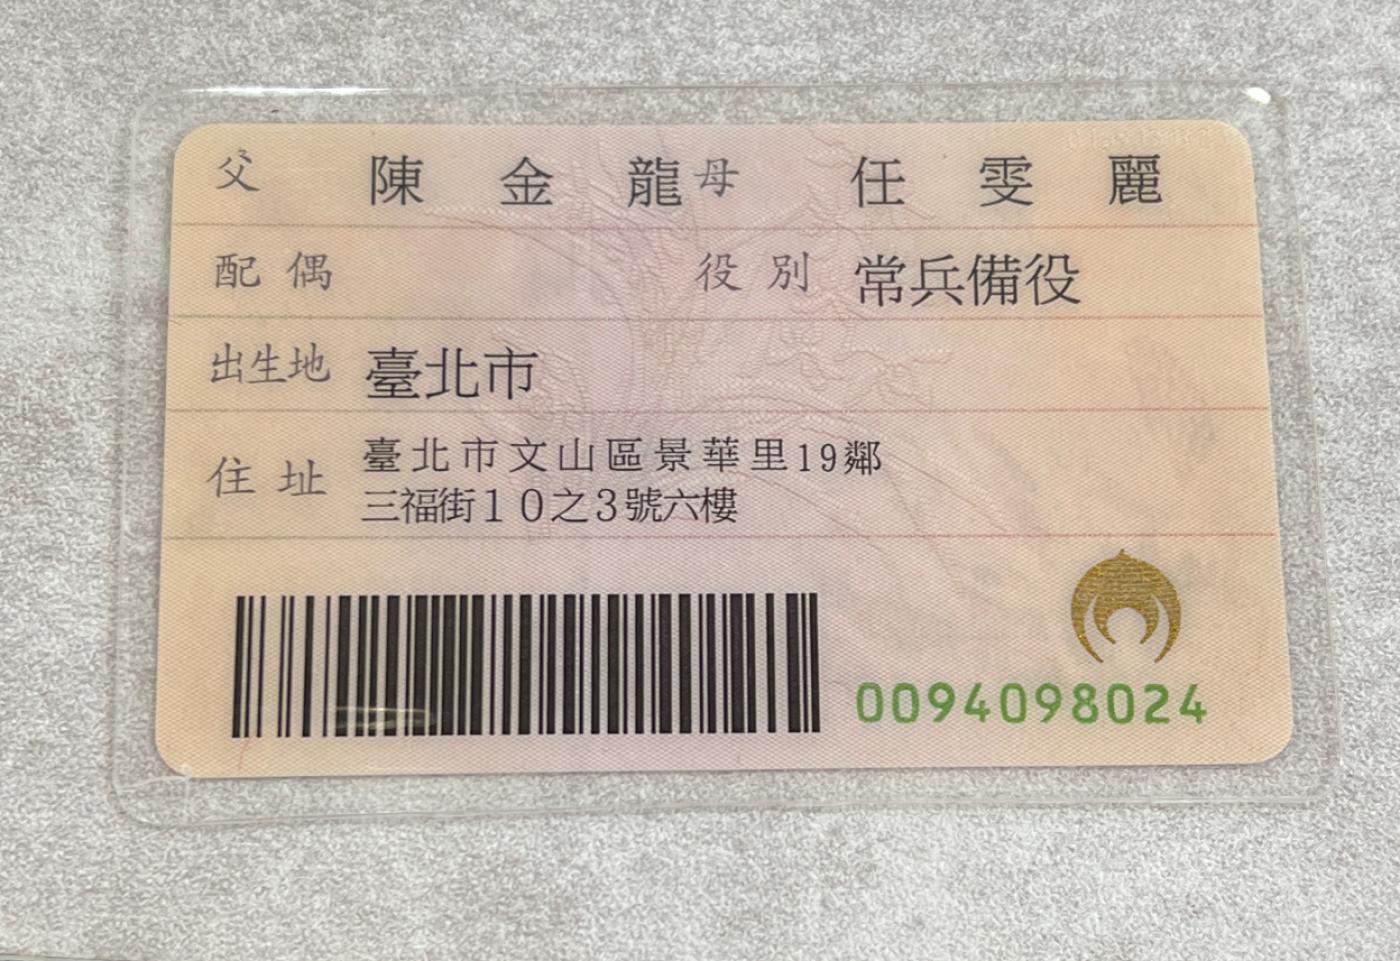 父 陳金龍 母 任雯麗
配偶 役別 常兵備役
出生地 臺北市
住址 臺北市文山區景華里19鄰
三福街10之3號六樓
0094098024